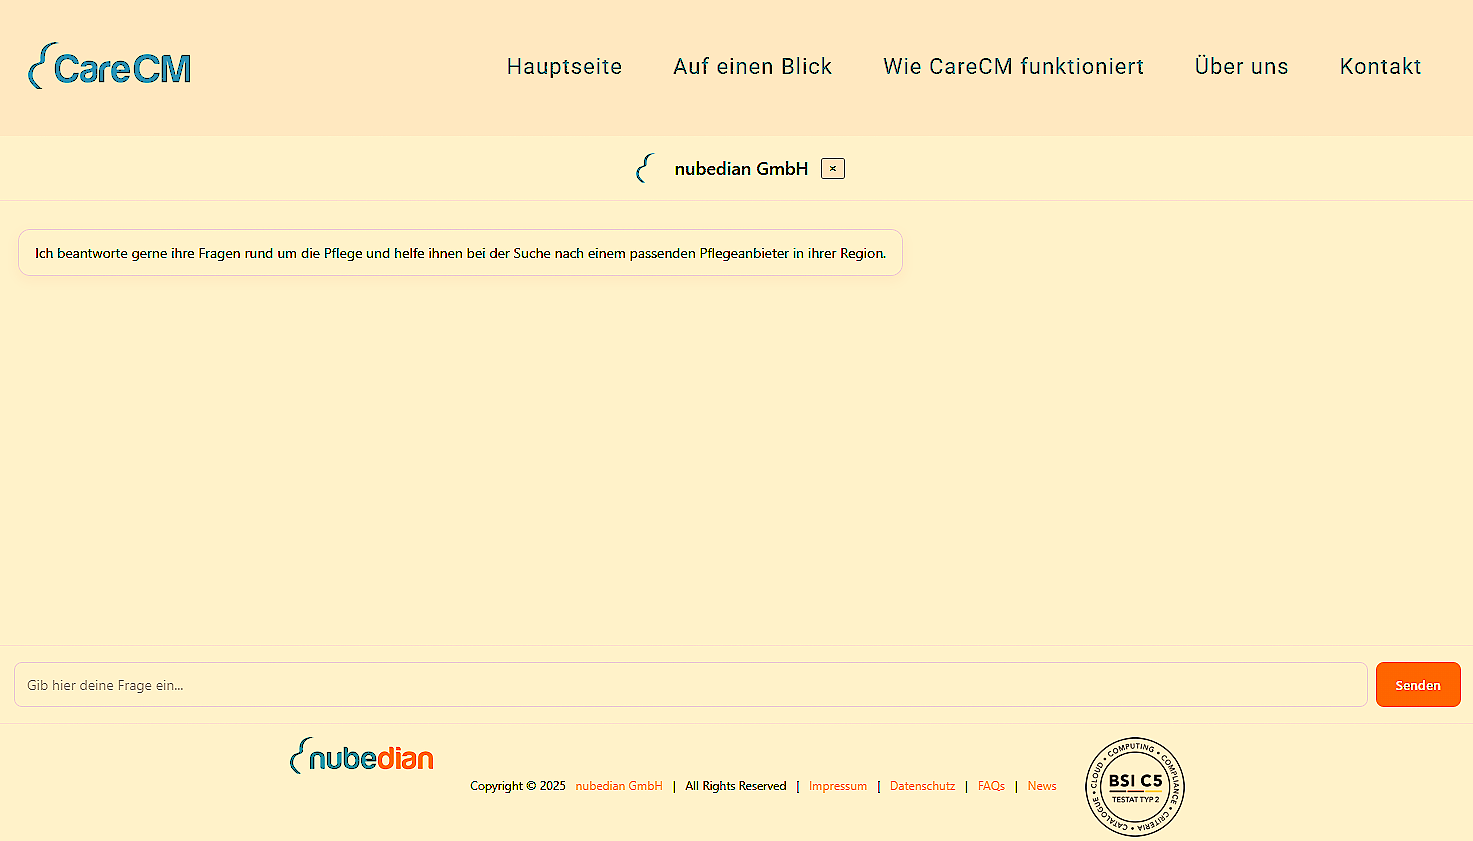 CareCM
Hauptseite Auf einen Blick Wie CareCM funktioniert Über uns Kontakt
nubedian GmbH ×
Ich beantworte gerne ihre Fragen rund um die Pflege und helfe ihnen bei der Suche nach einem passenden Pflegeanbieter in ihrer Region.
Gib hier deine Frage ein...
Senden
nubedian
Copyright © 2025 nubedian GmbH | All Rights Reserved | Impressum | Datenschutz | FAQs | News
CLOUD • COMPUTING • COMPLIANCE • CRITERIA • CATALOGUE •
BSI C5
TESTAT TYP 2